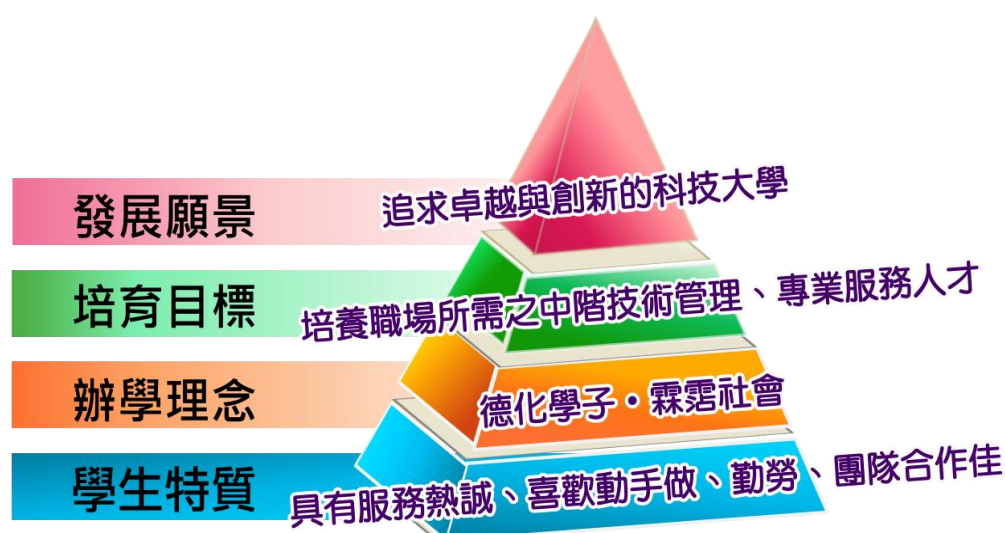 發展願景
追求卓越與創新的科技大學
培育目標
培養職場所需之中階技術管理、專業服務人才
辦學理念
德化學子•霖霑社會
學生特質
具有服務熱誠、喜歡動手做、勤勞、團隊合作佳